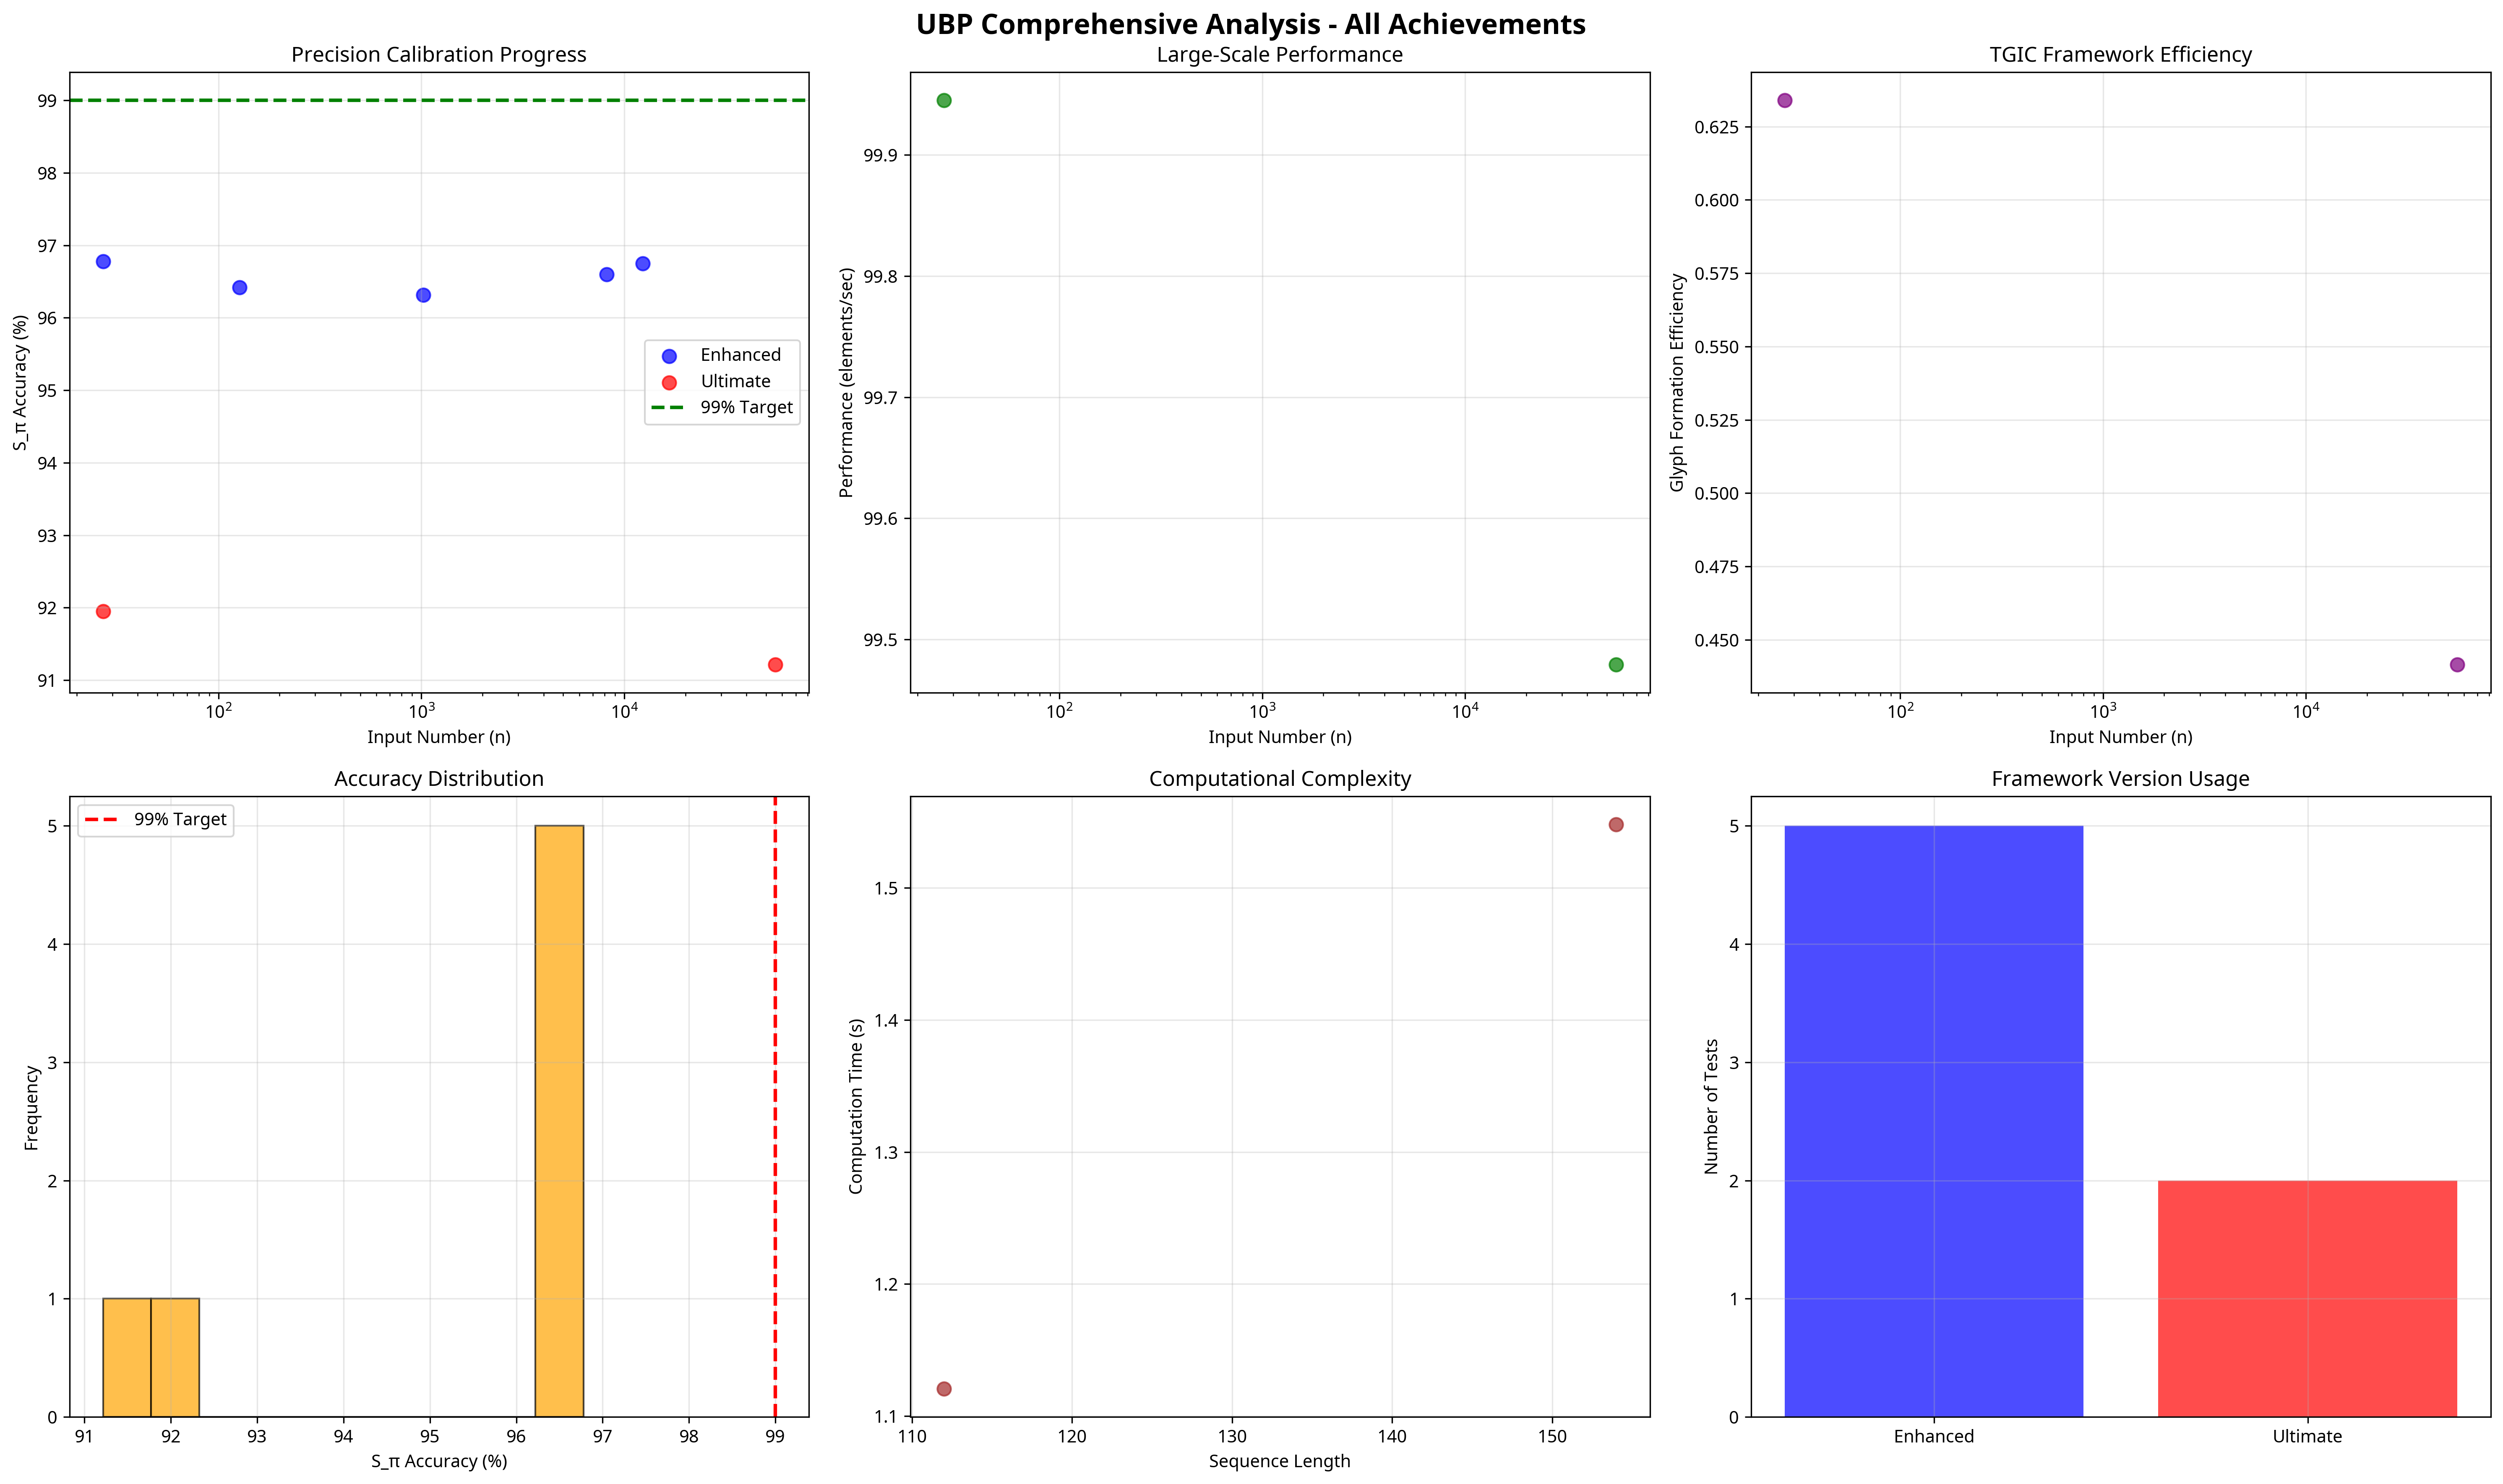 UBP Comprehensive Analysis - All Achievements
Precision Calibration Progress
S_π Accuracy (%)
99
98
97
96
95
94
93
92
91
Enhanced
Ultimate
99% Target
10²
10³
10⁴
Input Number (n)
Large-Scale Performance
Performance (elements/sec)
99.9
99.8
99.7
99.6
99.5
10²
10³
10⁴
Input Number (n)
TGIC Framework Efficiency
Glyph Formation Efficiency
0.625
0.600
0.575
0.550
0.525
0.500
0.475
0.450
10²
10³
10⁴
Input Number (n)
Accuracy Distribution
Frequency
5
4
3
2
1
0
99% Target
91
92
93
94
95
96
97
98
99
S_π Accuracy (%)
Computational Complexity
Computation Time (s)
1.5
1.4
1.3
1.2
1.1
110
120
130
140
150
Sequence Length
Framework Version Usage
Number of Tests
5
4
3
2
1
0
Enhanced
Ultimate